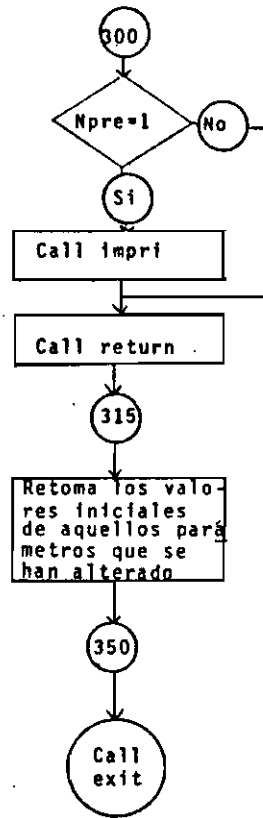 300
Npre=1
No
Si
Call impri
Call return
315
Retoma los valo-
res iniciales
de aquellos pará
metros que se
han alterado
350
Call
exit